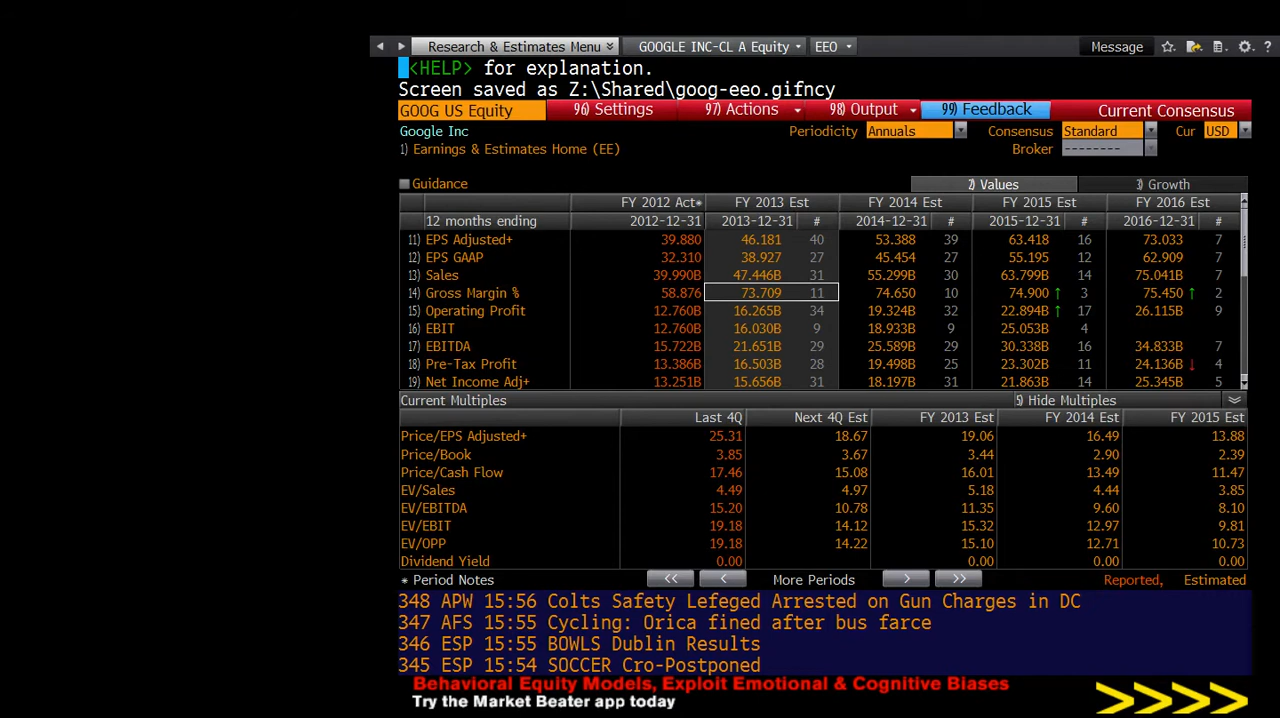 Research & Estimates Menu GOOGLE INC-CL A Equity EEO Message ?
<HELP> for explanation.
Screen saved as Z:\Shared\goog-eeo.gifncy
GOOG US Equity 96) Settings 97) Actions 98) Output 99) Feedback Current Consensus
Google Inc Periodicity Annuals Consensus Standard Cur USD
1) Earnings & Estimates Home (EE) Broker --------
Guidance 2) Values 3) Growth
FY 2012 Act* FY 2013 Est FY 2014 Est FY 2015 Est FY 2016 Est
12 months ending 2012-12-31 2013-12-31 # 2014-12-31 # 2015-12-31 # 2016-12-31 #
11) EPS Adjusted+ 39.880 46.181 40 53.388 39 63.418 16 73.033 7
12) EPS GAAP 32.310 38.927 27 45.454 27 55.195 12 62.909 7
13) Sales 39.990B 47.446B 31 55.299B 30 63.799B 14 75.041B 7
14) Gross Margin % 58.876 73.709 11 74.650 10 74.900 ↑ 3 75.450 ↑ 2
15) Operating Profit 12.760B 16.265B 34 19.324B 32 22.894B ↑ 17 26.115B 9
16) EBIT 12.760B 16.030B 9 18.933B 9 25.053B 4
17) EBITDA 15.722B 21.651B 29 25.589B 29 30.338B 16 34.833B 7
18) Pre-Tax Profit 13.386B 16.503B 28 19.498B 25 23.302B 11 24.136B ↓ 4
19) Net Income Adj+ 13.251B 15.656B 31 18.197B 31 21.863B 14 25.345B 5
Current Multiples 5) Hide Multiples
Last 4Q Next 4Q Est FY 2013 Est FY 2014 Est FY 2015 Est
Price/EPS Adjusted+ 25.31 18.67 19.06 16.49 13.88
Price/Book 3.85 3.67 3.44 2.90 2.39
Price/Cash Flow 17.46 15.08 16.01 13.49 11.47
EV/Sales 4.49 4.97 5.18 4.44 3.85
EV/EBITDA 15.20 10.78 11.35 9.60 8.10
EV/EBIT 19.18 14.12 15.32 12.97 9.81
EV/OPP 19.18 14.22 15.10 12.71 10.73
Dividend Yield 0.00 0.00 0.00 0.00
* Period Notes << < More Periods > >> Reported, Estimated
348 APW 15:56 Colts Safety Lefeged Arrested on Gun Charges in DC
347 AFS 15:55 Cycling: Orica fined after bus farce
346 ESP 15:55 BOWLS Dublin Results
345 ESP 15:54 SOCCER Cro-Postponed
Behavioral Equity Models, Exploit Emotional & Cognitive Biases
Try the Market Beater app today